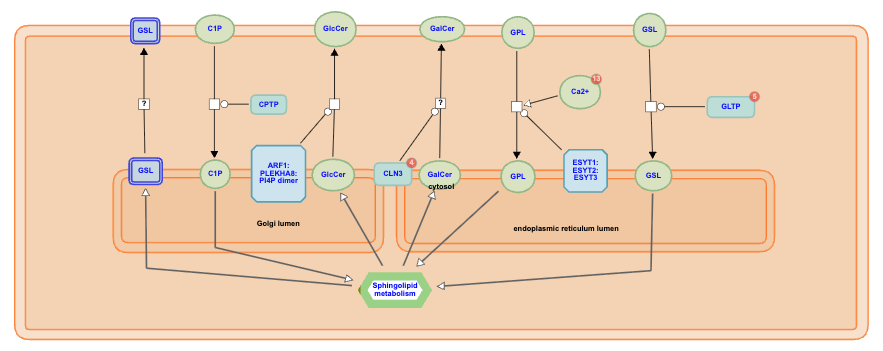 GSL
C1P
GlcCer
GalCer
GPL
GSL
?
CPTP
?
Ca2+
13
GLTP
5
GSL
C1P
ARF1:
PLEKHA8:
PI4P dimer
GlcCer
CLN3
4
GalCer
cytosol
GPL
ESYT1:
ESYT2:
ESYT3
GSL
Golgi lumen
endoplasmic reticulum lumen
Sphingolipid
metabolism